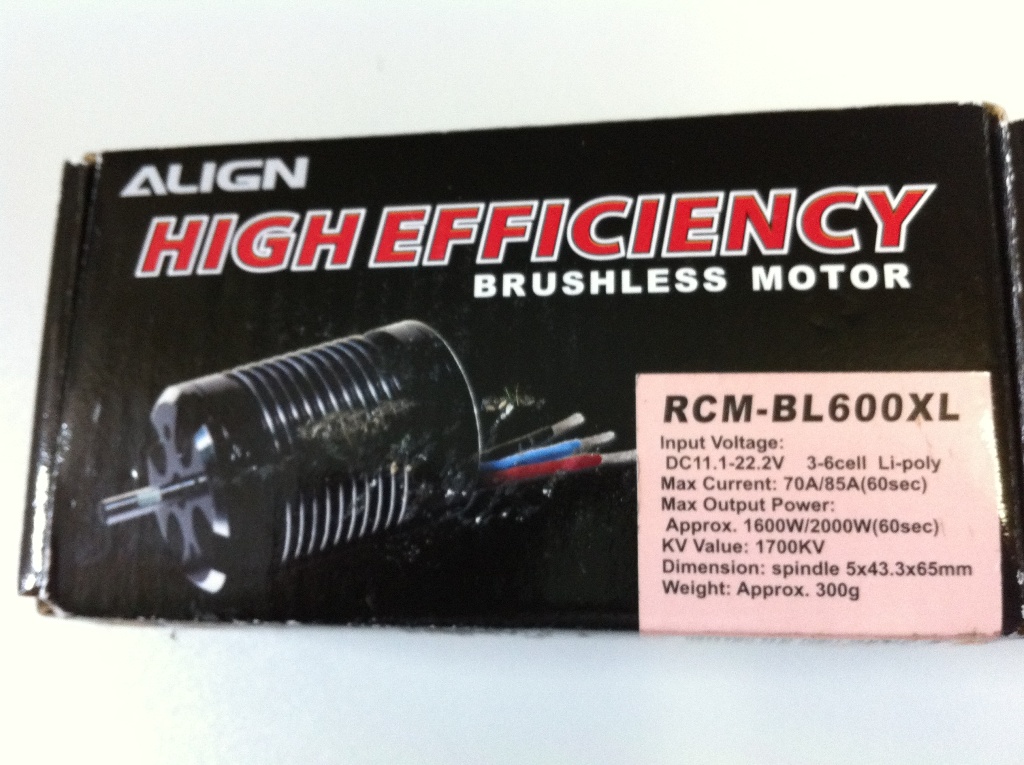 ALIGN
HIGH EFFICIENCY
BRUSHLESS MOTOR
RCM-BL600XL
Input Voltage:
DC11.1-22.2V 3-6cell Li-poly
Max Current: 70A/85A(60sec)
Max Output Power:
Approx. 1600W/2000W(60sec)
KV Value: 1700KV
Dimension: spindle 5x43.3x65mm
Weight: Approx. 300g